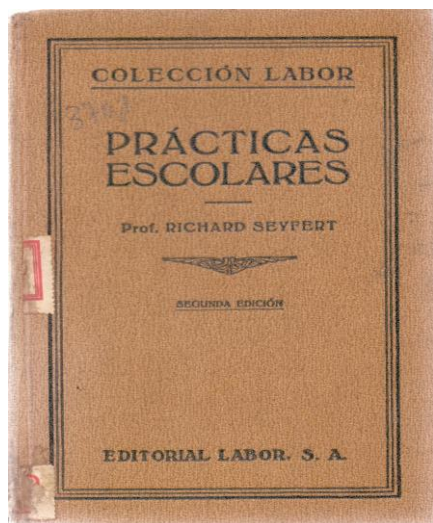 COLECCIÓN LABOR
PRÁCTICAS
ESCOLARES
Prof. RICHARD SEYFERT
SEGUNDA EDICIÓN
EDITORIAL LABOR. S. A.